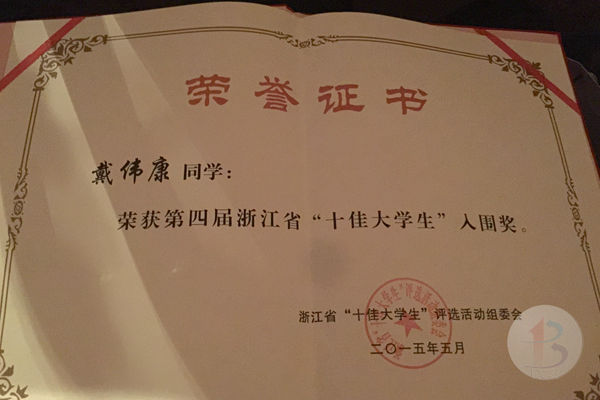 荣誉证书
戴伟康 同学：
荣获第四届浙江省“十佳大学生”入围奖。
浙江省“十佳大学生”评选活动组委会
二〇一五年五月